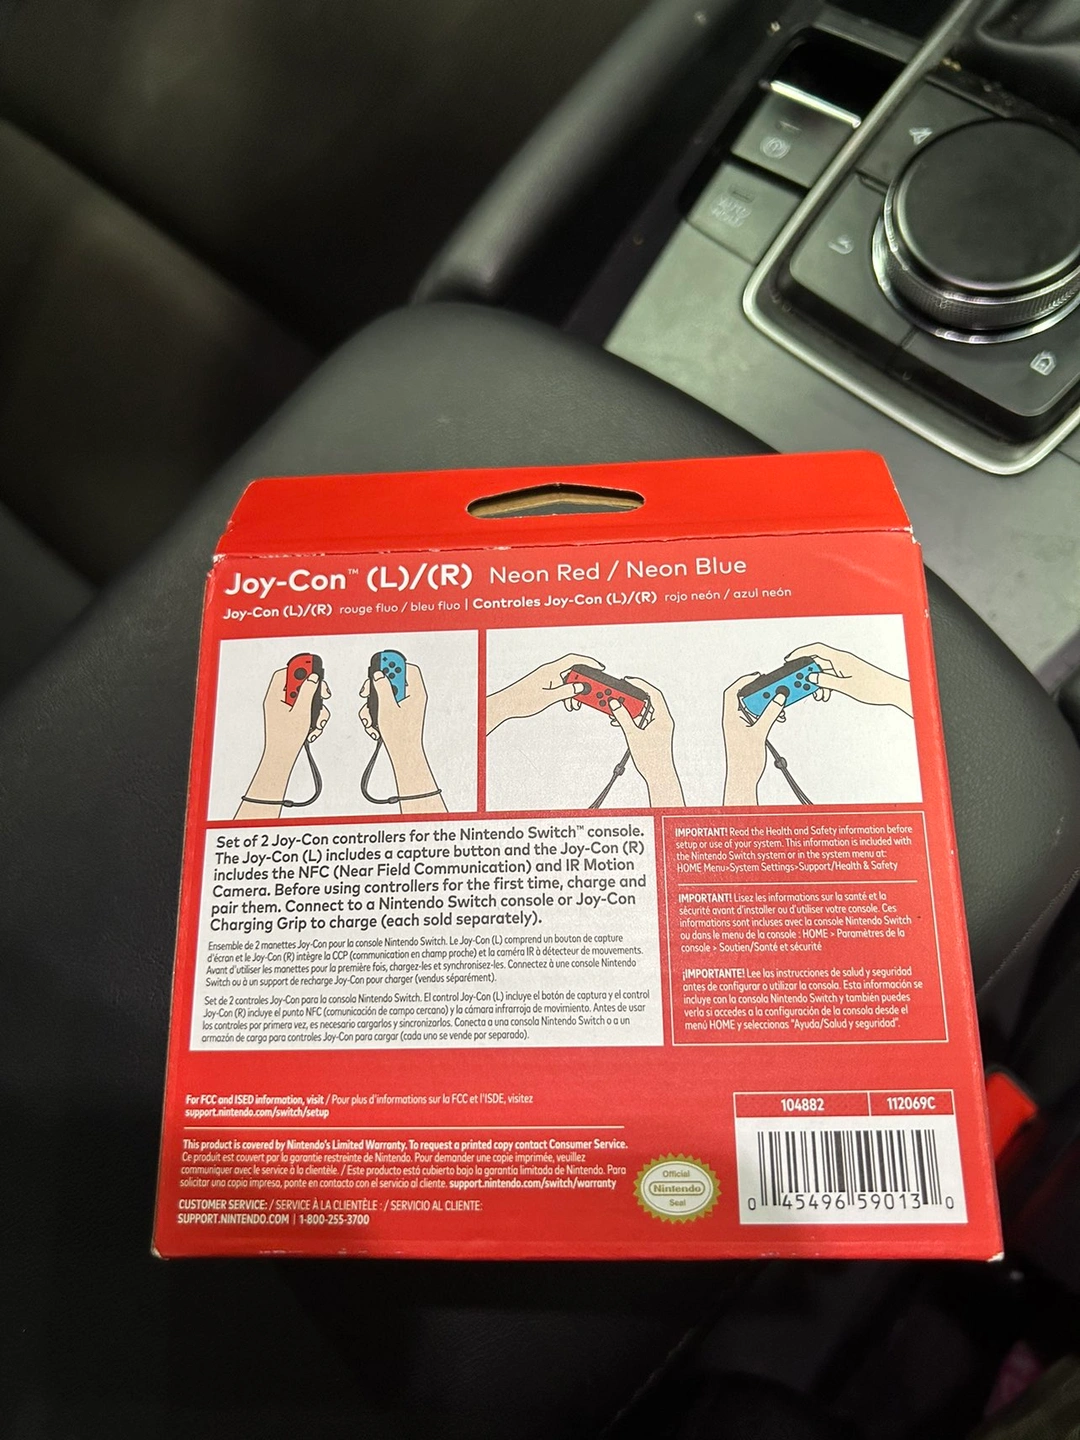 Joy-Con™ (L)/(R) Neon Red / Neon Blue
Joy-Con (L)/(R) rouge fluo / bleu fluo | Controles Joy-Con (L)/(R) rojo neón / azul neón
Set of 2 Joy-Con controllers for the Nintendo Switch™ console.
The Joy-Con (L) includes a capture button and the Joy-Con (R)
includes the NFC (Near Field Communication) and IR Motion
Camera. Before using controllers for the first time, charge and
pair them. Connect to a Nintendo Switch console or Joy-Con
Charging Grip to charge (each sold separately).
Ensemble de 2 manettes Joy-Con pour la console Nintendo Switch. Le Joy-Con (L) comprend un bouton de capture
d'écran et le Joy-Con (R) intègre la CCP (communication en champ proche) et la caméra IR à détecteur de mouvements.
Avant d'utiliser les manettes pour la première fois, chargez-les et synchronisez-les. Connectez à une console Nintendo
Switch ou à un support de recharge Joy-Con pour charger (vendus séparément).
Set de 2 controles Joy-Con para la consola Nintendo Switch. El control Joy-Con (L) incluye el botón de captura y el control
Joy-Con (R) incluye el punto NFC (comunicación de campo cercano) y la cámara infrarroja de movimiento. Antes de usar
los controles por primera vez, es necesario cargarlos y sincronizarlos. Conecta a una consola Nintendo Switch o a un
armazón de carga para controles Joy-Con para cargar (cada uno se vende por separado).
IMPORTANT! Read the Health and Safety information before
setup or use of your system. This information is included with
the Nintendo Switch system or in the system menu at:
HOME Menu>System Settings>Support/Health & Safety
IMPORTANT! Lisez les informations sur la santé et la
sécurité avant d'installer ou d'utiliser votre console. Ces
informations sont incluses avec la console Nintendo Switch
ou dans le menu de la console : HOME > Paramètres de la
console > Soutien/Santé et sécurité
¡IMPORTANTE! Lee las instrucciones de salud y seguridad
antes de configurar o utilizar la consola. Esta información se
incluye con la consola Nintendo Switch y también puedes
verla si accedes a la configuración de la consola desde el
menú HOME y seleccionas "Ayuda/Salud y seguridad".
For FCC and ISED information, visit / Pour plus d'informations sur la FCC et l'ISDE, visitez
support.nintendo.com/switch/setup
This product is covered by Nintendo's Limited Warranty. To request a printed copy contact Consumer Service.
Ce produit est couvert par la garantie restreinte de Nintendo. Pour demander une copie imprimée, veuillez
communiquer avec le service à la clientèle. / Este producto está cubierto bajo la garantía limitada de Nintendo. Para
solicitar una copia impresa, ponte en contacto con el servicio al cliente. support.nintendo.com/switch/warranty
CUSTOMER SERVICE: / SERVICE À LA CLIENTÈLE : / SERVICIO AL CLIENTE:
SUPPORT.NINTENDO.COM | 1-800-255-3700
Official
Nintendo
Seal
104882 112069C
0 45496 59013 0